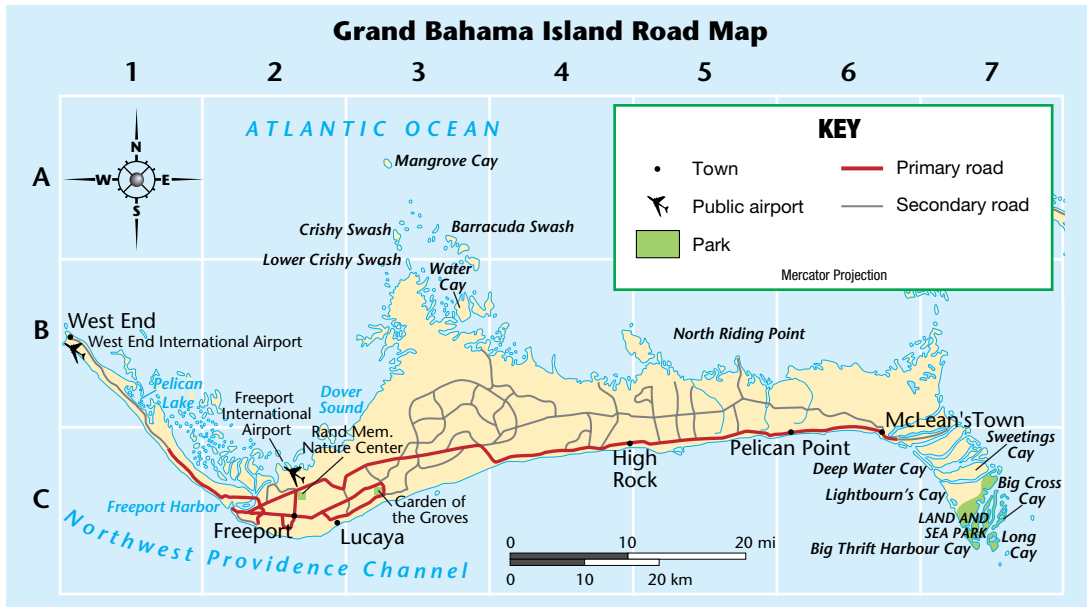 Grand Bahama Island Road Map
1 2 3 4 5 6 7
A
B
C
N
W E
S
ATLANTIC OCEAN
Mangrove Cay
KEY
Town
Primary road
Public airport
Secondary road
Park
Mercator Projection
Crishy Swash
Barracuda Swash
Lower Crishy Swash
Water
Cay
West End
West End International Airport
North Riding Point
Pelican
Lake
Dover
Sound
Freeport
International
Airport
Rand Mem.
Nature Center
McLean'sTown
Sweetings
Cay
High
Rock
Pelican Point
Deep Water Cay
Lightbourn's Cay
Big Cross
Cay
Freeport Harbor
Garden of
the Groves
Freeport
Lucaya
LAND AND
SEA PARK
Long
Cay
Big Thrift Harbour Cay
Northwest Providence Channel
0 10 20 mi
0 10 20 km